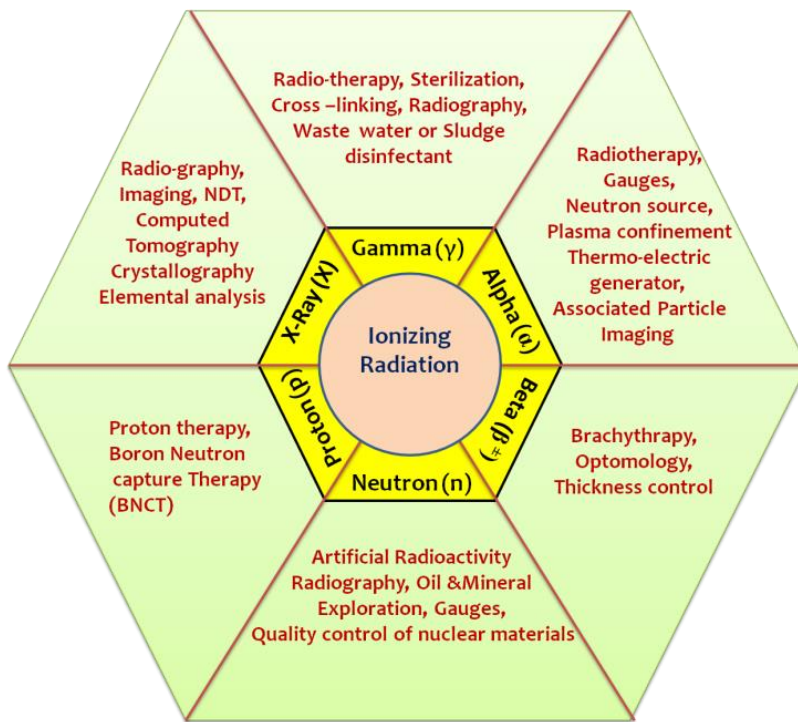 Radio-therapy, Sterilization,
Cross –linking, Radiography,
Waste water or Sludge
disinfectant
Radiotherapy,
Gauges,
Neutron source,
Plasma confinement
Thermo-electric
generator,
Associated Particle
Imaging
Radio-graphy,
Imaging, NDT,
Computed
Tomography
Crystallography
Elemental analysis
Gamma (γ)
X-Ray (X)
Alpha (α)
Ionizing
Radiation
Proton (p)
Beta (β±)
Neutron (n)
Proton therapy,
Boron Neutron
capture Therapy
(BNCT)
Brachythrapy,
Optomology,
Thickness control
Artificial Radioactivity
Radiography, Oil &Mineral
Exploration, Gauges,
Quality control of nuclear materials